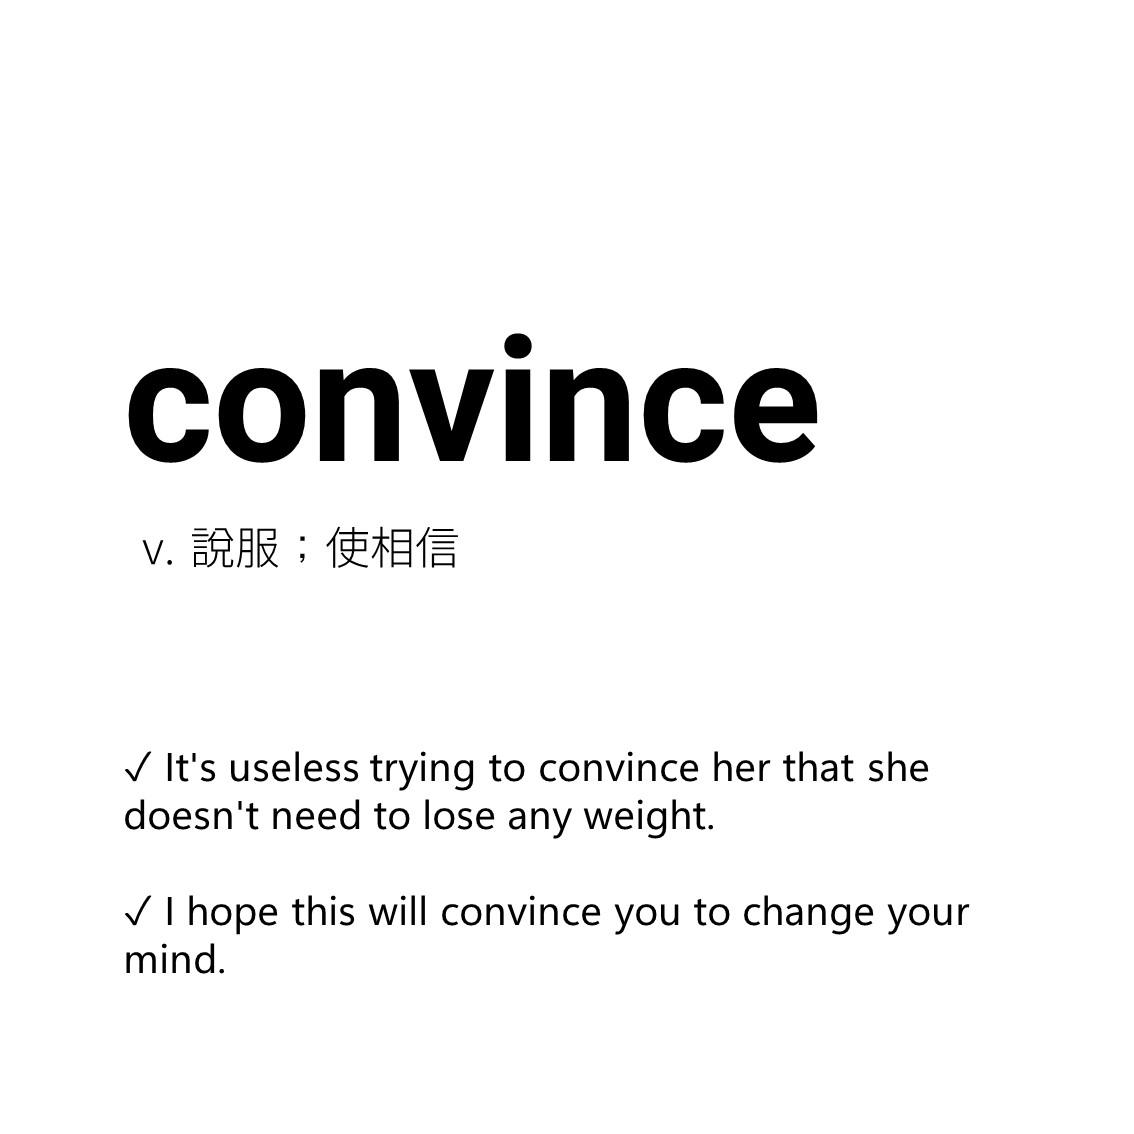 convince
v. 說服；使相信
✓ It's useless trying to convince her that she
doesn't need to lose any weight.
✓ I hope this will convince you to change your
mind.